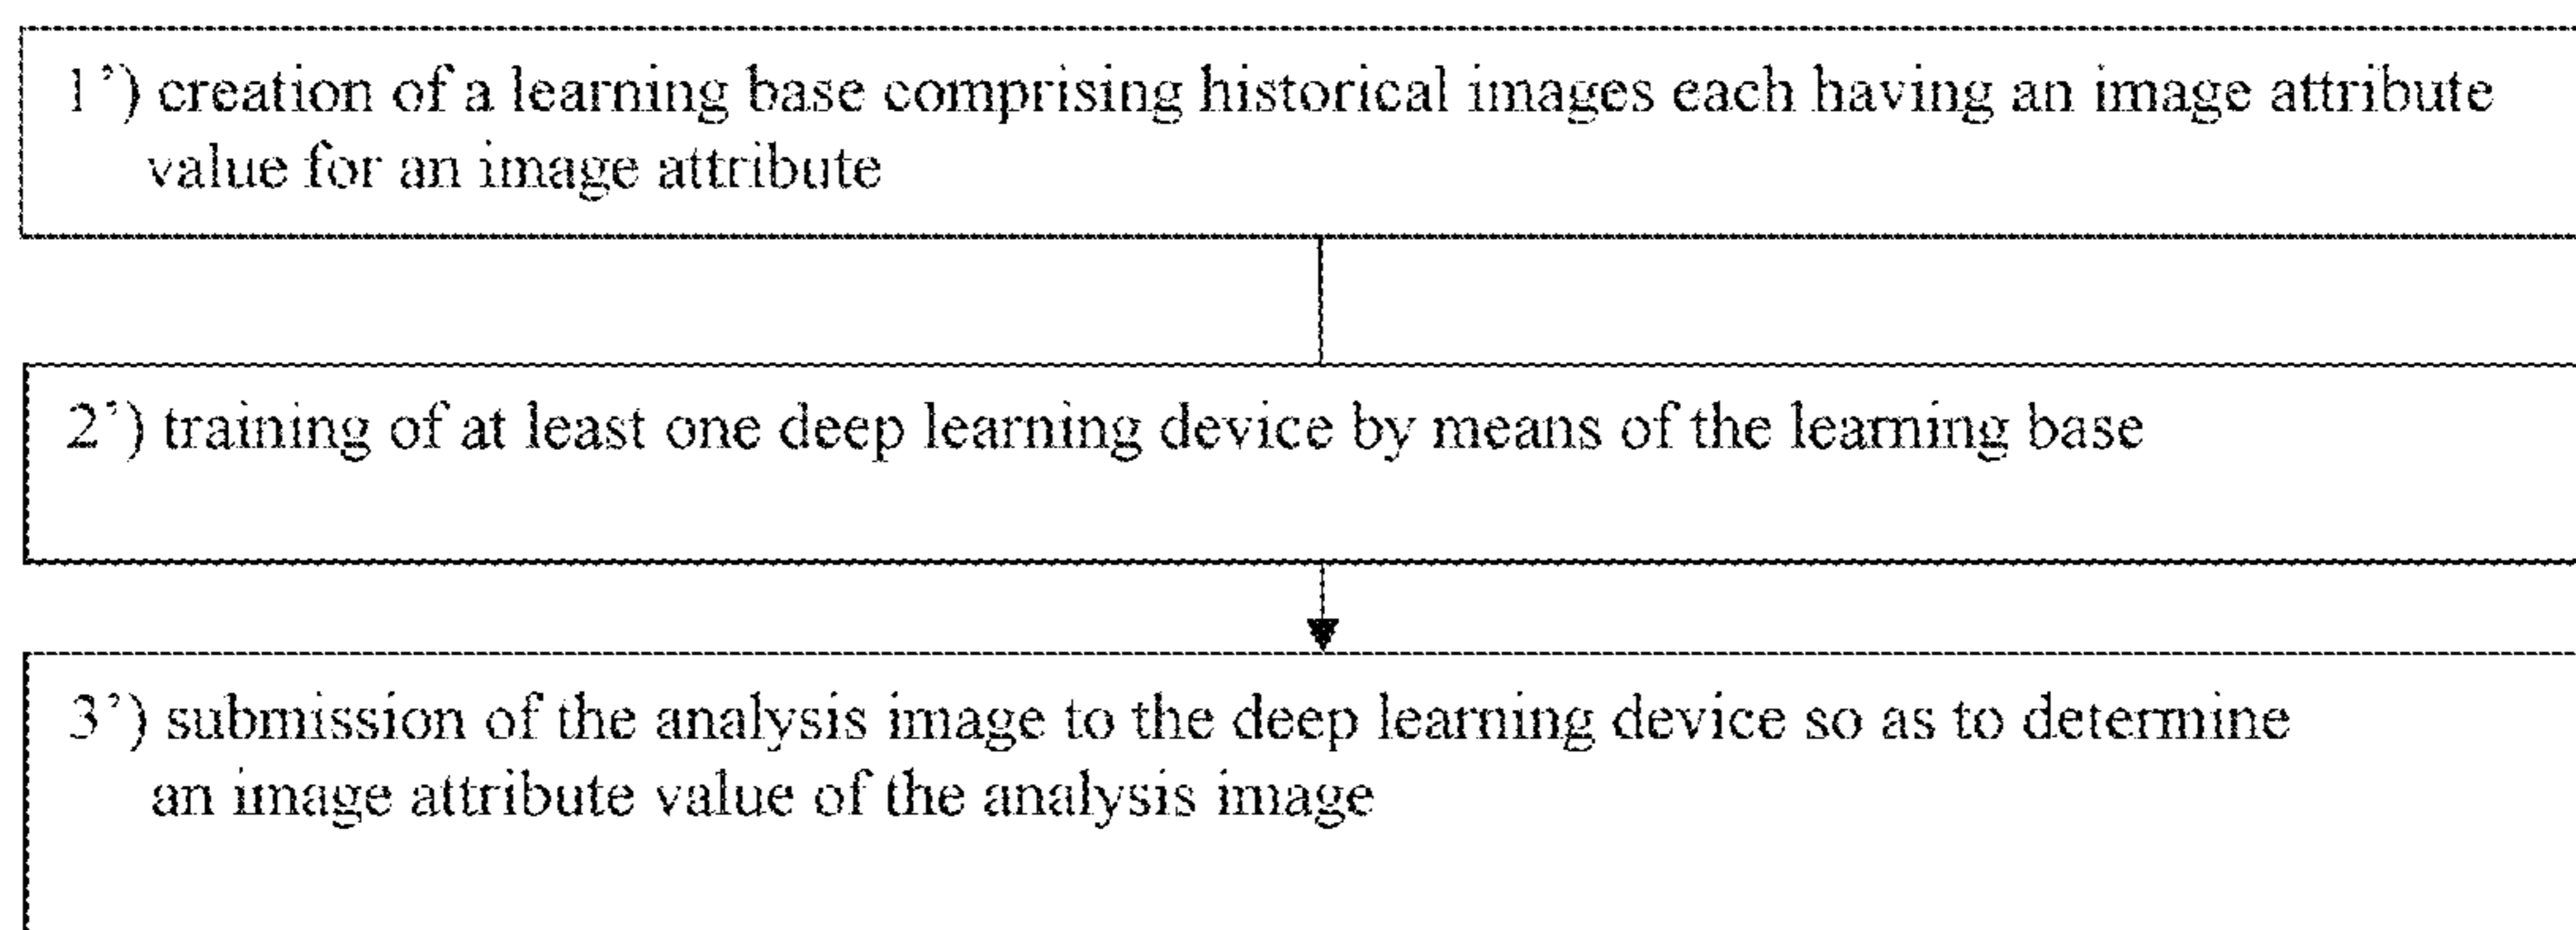 1’) creation of a learning base comprising historical images each having an image attribute
value for an image attribute
2’) training of at least one deep learning device by means of the learning base
3’) submission of the analysis image to the deep learning device so as to determine
an image attribute value of the analysis image